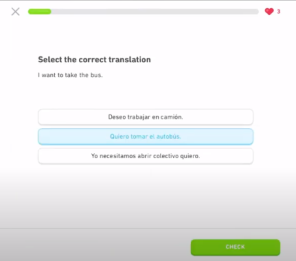 3
Select the correct translation
I want to take the bus.
Deseo trabajar en camión.
Quiero tomar el autobús.
Yo necesitamos abrir colectivo quiero.
CHECK